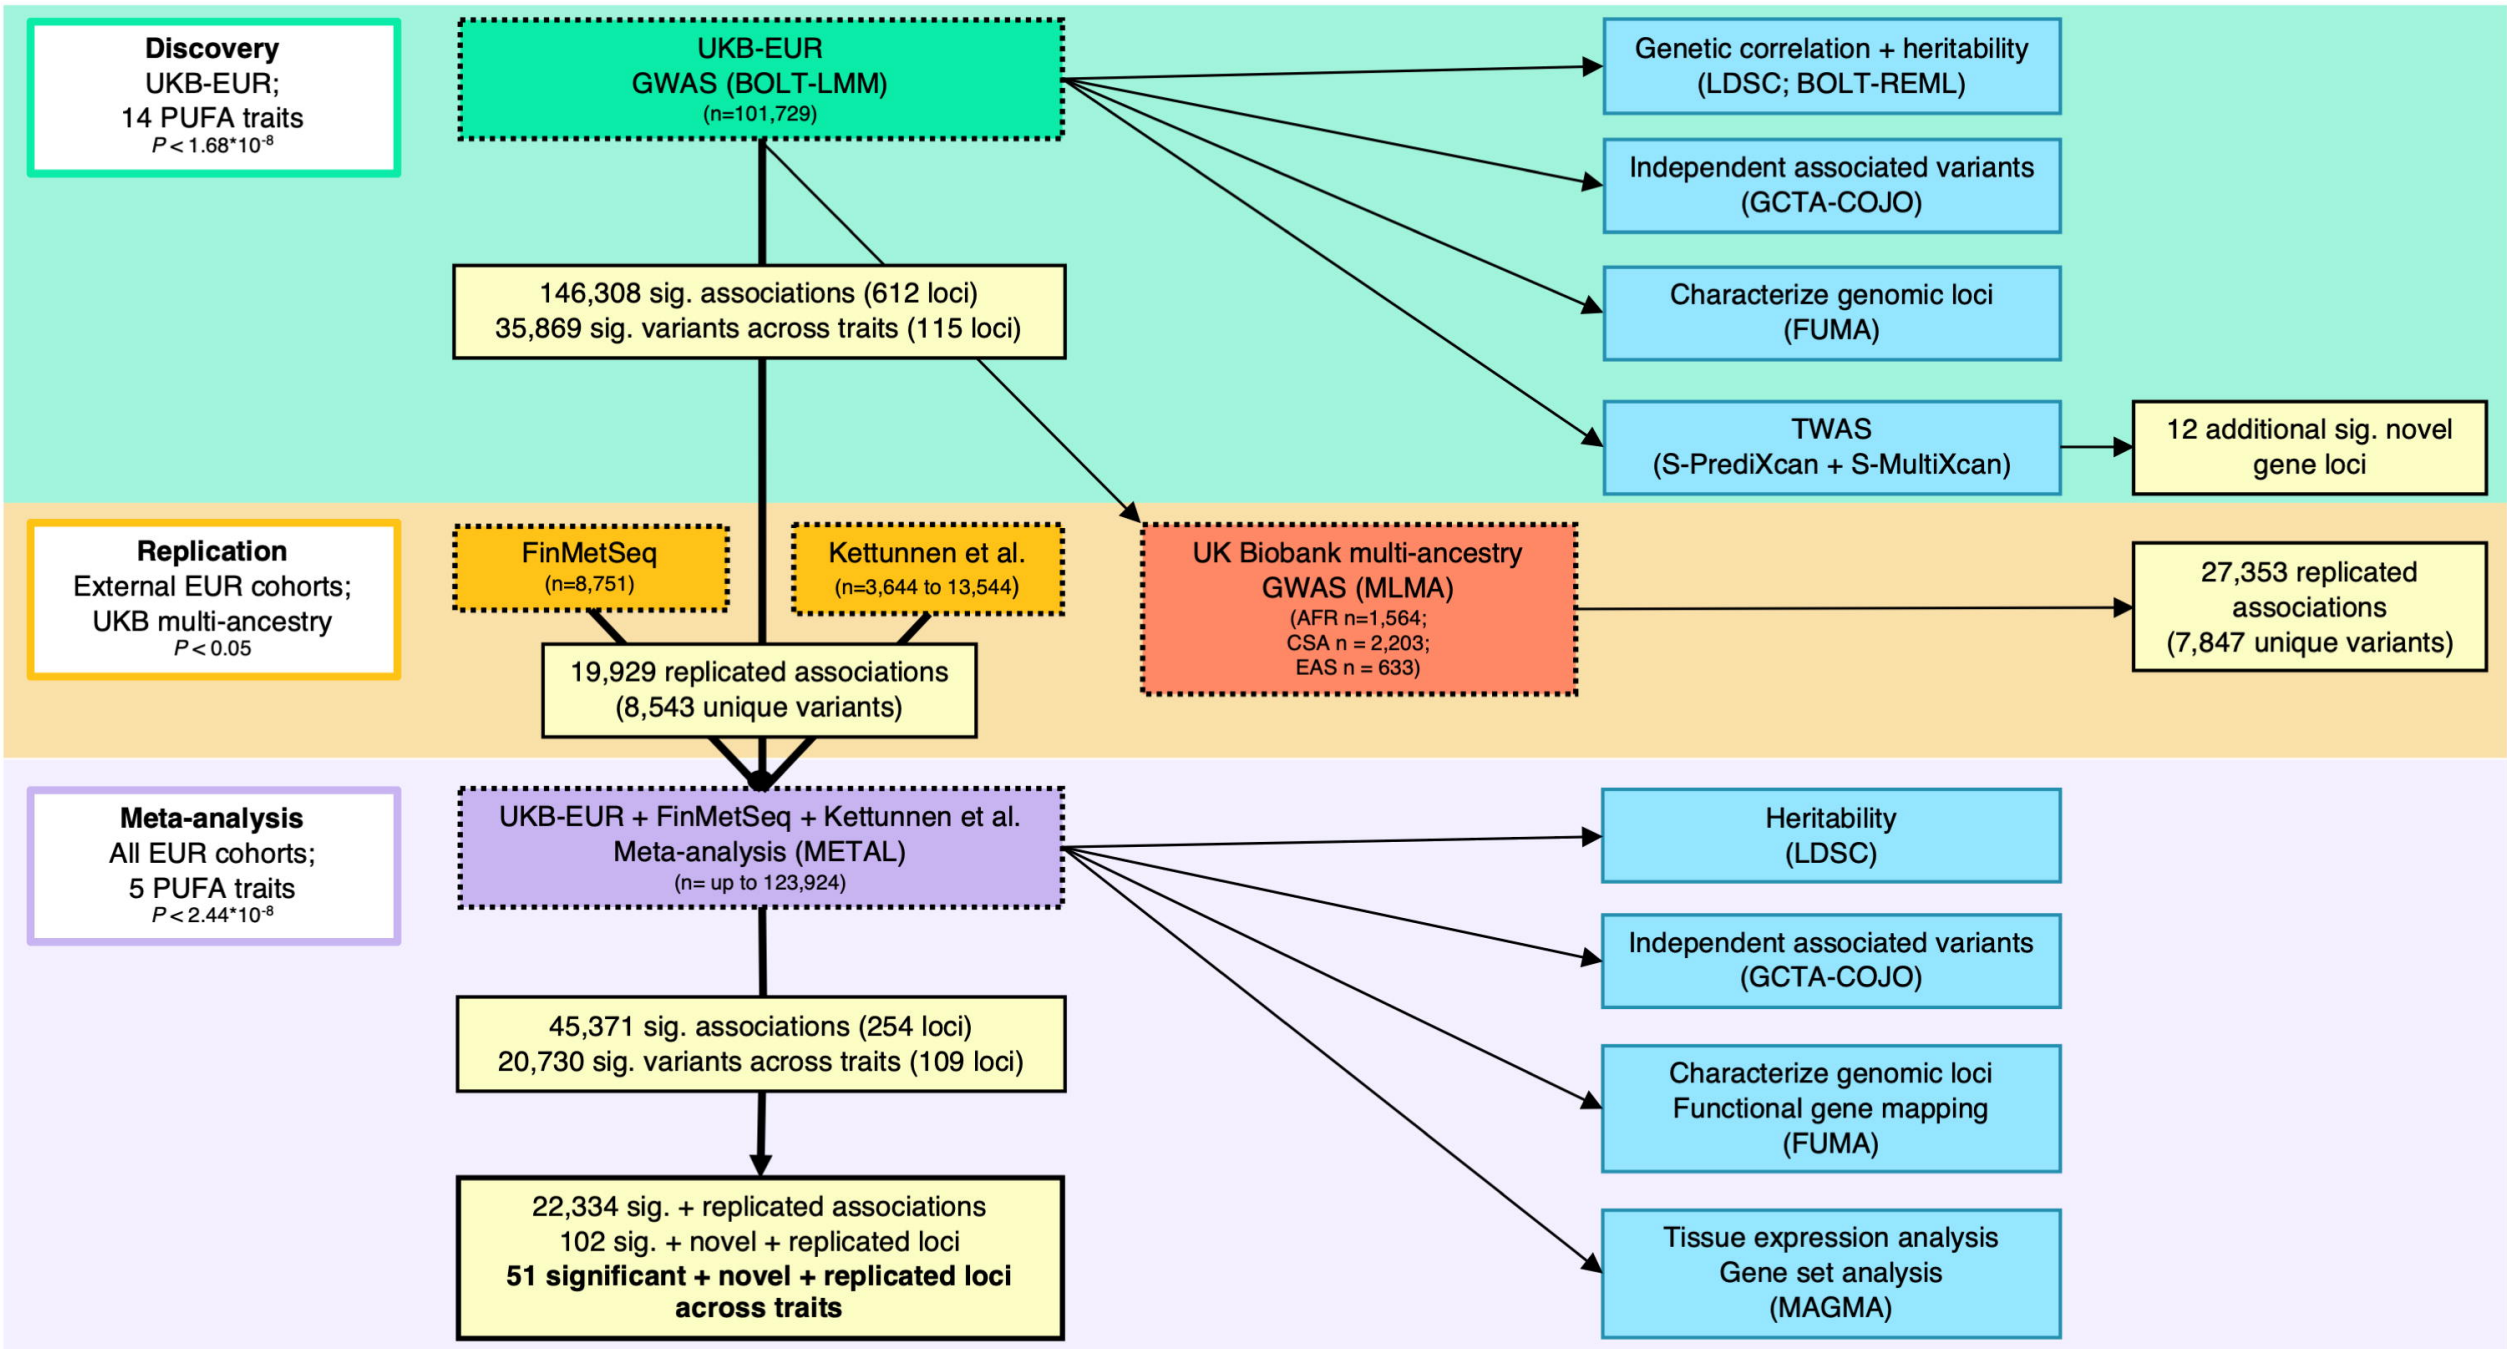 Discovery
UKB-EUR;
14 PUFA traits
P < 1.68*10-8
UKB-EUR
GWAS (BOLT-LMM)
(n=101,729)
Genetic correlation + heritability
(LDSC; BOLT-REML)
Independent associated variants
(GCTA-COJO)
146,308 sig. associations (612 loci)
35,869 sig. variants across traits (115 loci)
Characterize genomic loci
(FUMA)
TWAS
(S-PrediXcan + S-MultiXcan)
12 additional sig. novel
gene loci
Replication
External EUR cohorts;
UKB multi-ancestry
P < 0.05
FinMetSeq
(n=8,751)
Kettunnen et al.
(n=3,644 to 13,544)
19,929 replicated associations
(8,543 unique variants)
UK Biobank multi-ancestry
GWAS (MLMA)
(AFR n=1,564;
CSA n = 2,203;
EAS n = 633)
27,353 replicated
associations
(7,847 unique variants)
Meta-analysis
All EUR cohorts;
5 PUFA traits
P < 2.44*10-8
UKB-EUR + FinMetSeq + Kettunnen et al.
Meta-analysis (METAL)
(n= up to 123,924)
Heritability
(LDSC)
Independent associated variants
(GCTA-COJO)
45,371 sig. associations (254 loci)
20,730 sig. variants across traits (109 loci)
Characterize genomic loci
Functional gene mapping
(FUMA)
22,334 sig. + replicated associations
102 sig. + novel + replicated loci
51 significant + novel + replicated loci
across traits
Tissue expression analysis
Gene set analysis
(MAGMA)